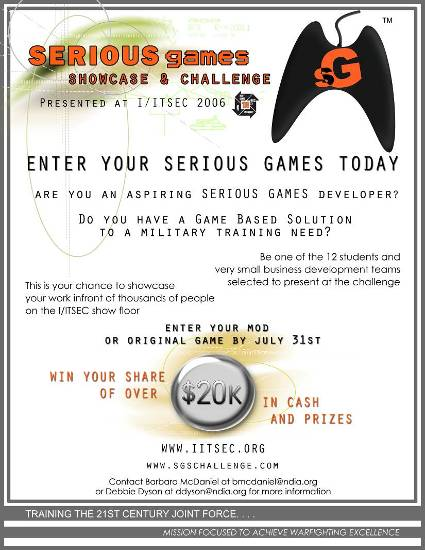 SERIOUS games
SHOWCASE & CHALLENGE
PRESENTED AT I/ITSEC 2006
TM
sG
ENTER YOUR SERIOUS GAMES TODAY
ARE YOU AN ASPIRING SERIOUS GAMES DEVELOPER?
DO YOU HAVE A GAME BASED SOLUTION
TO A MILITARY TRAINING NEED?
Be one of the 12 students and
very small business development teams
selected to present at the challenge
This is your chance to showcase
your work infront of thousands of people
on the I/ITSEC show floor
ENTER YOUR MOD
OR ORIGINAL GAME BY JULY 31ST
WIN YOUR SHARE
OF OVER
$20K
IN CASH
AND PRIZES
WWW.IITSEC.ORG
WWW.SGSCHALLENGE.COM
Contact Barbara McDaniel at bmcdaniel@ndia.org
or Debbie Dyson at ddyson@ndia.org for more information
TRAINING THE 21ST CENTURY JOINT FORCE. . . .
MISSION FOCUSED TO ACHIEVE WARFIGHTING EXCELLENCE